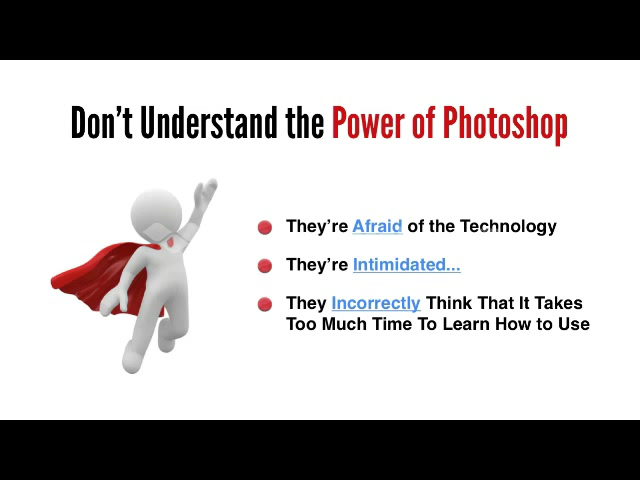 Don't Understand the Power of Photoshop
They're Afraid of the Technology
They're Intimidated...
They Incorrectly Think That It Takes
Too Much Time To Learn How to Use